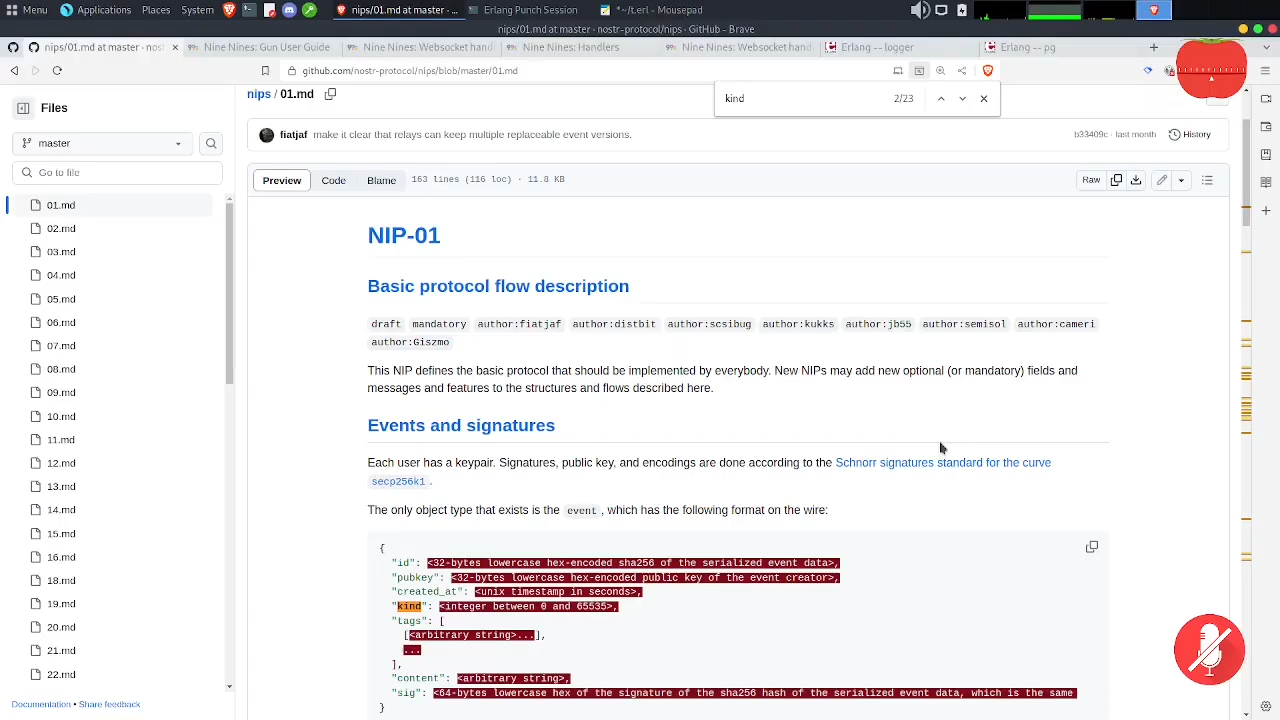 Menu Applications Places System nips/01.md at master - ... Erlang Punch Session *~/t.erl - Mousepad
nips/01.md at master · nostr-protocol/nips · GitHub - Brave
nips/01.md at master · nost Nine Nines: Gun User Guide Nine Nines: Websocket han Nine Nines: Handlers Nine Nines: Websocket hand Erlang -- logger Erlang -- pg
github.com/nostr-protocol/nips/blob/master/01.md
kind 2/23
Files
nips / 01.md
master
fiatjaf make it clear that relays can keep multiple replaceable event versions. b33409c · last month History
Go to file
Preview Code Blame 163 lines (116 loc) · 11.8 KB Raw
01.md
02.md
03.md
04.md
05.md
06.md
07.md
08.md
09.md
10.md
11.md
12.md
13.md
14.md
15.md
16.md
18.md
19.md
20.md
21.md
22.md
Documentation • Share feedback
NIP-01
Basic protocol flow description
draft mandatory author:fiatjaf author:distbit author:scsibug author:kukks author:jb55 author:semisol author:cameri
author:Giszmo
This NIP defines the basic protocol that should be implemented by everybody. New NIPs may add new optional (or mandatory) fields and
messages and features to the structures and flows described here.
Events and signatures
Each user has a keypair. Signatures, public key, and encodings are done according to the Schnorr signatures standard for the curve
secp256k1 .
The only object type that exists is the event , which has the following format on the wire:
{
"id": <32-bytes lowercase hex-encoded sha256 of the serialized event data>,
"pubkey": <32-bytes lowercase hex-encoded public key of the event creator>,
"created_at": <unix timestamp in seconds>,
"kind": <integer between 0 and 65535>,
"tags": [
[<arbitrary string>...],
...
],
"content": <arbitrary string>,
"sig": <64-bytes lowercase hex of the signature of the sha256 hash of the serialized event data, which is the same
}